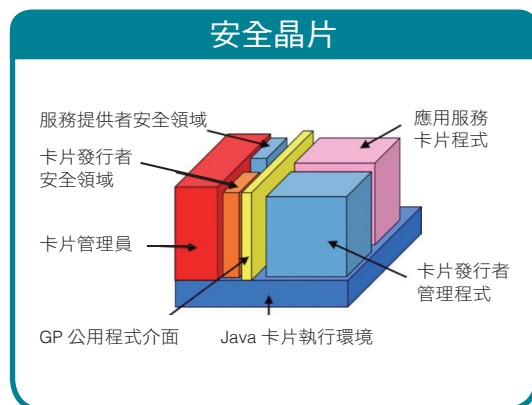 安全晶片
服務提供者安全領域
卡片發行者
安全領域
卡片管理員
GP 公用程式介面
Java 卡片執行環境
應用服務
卡片程式
卡片發行者
管理程式